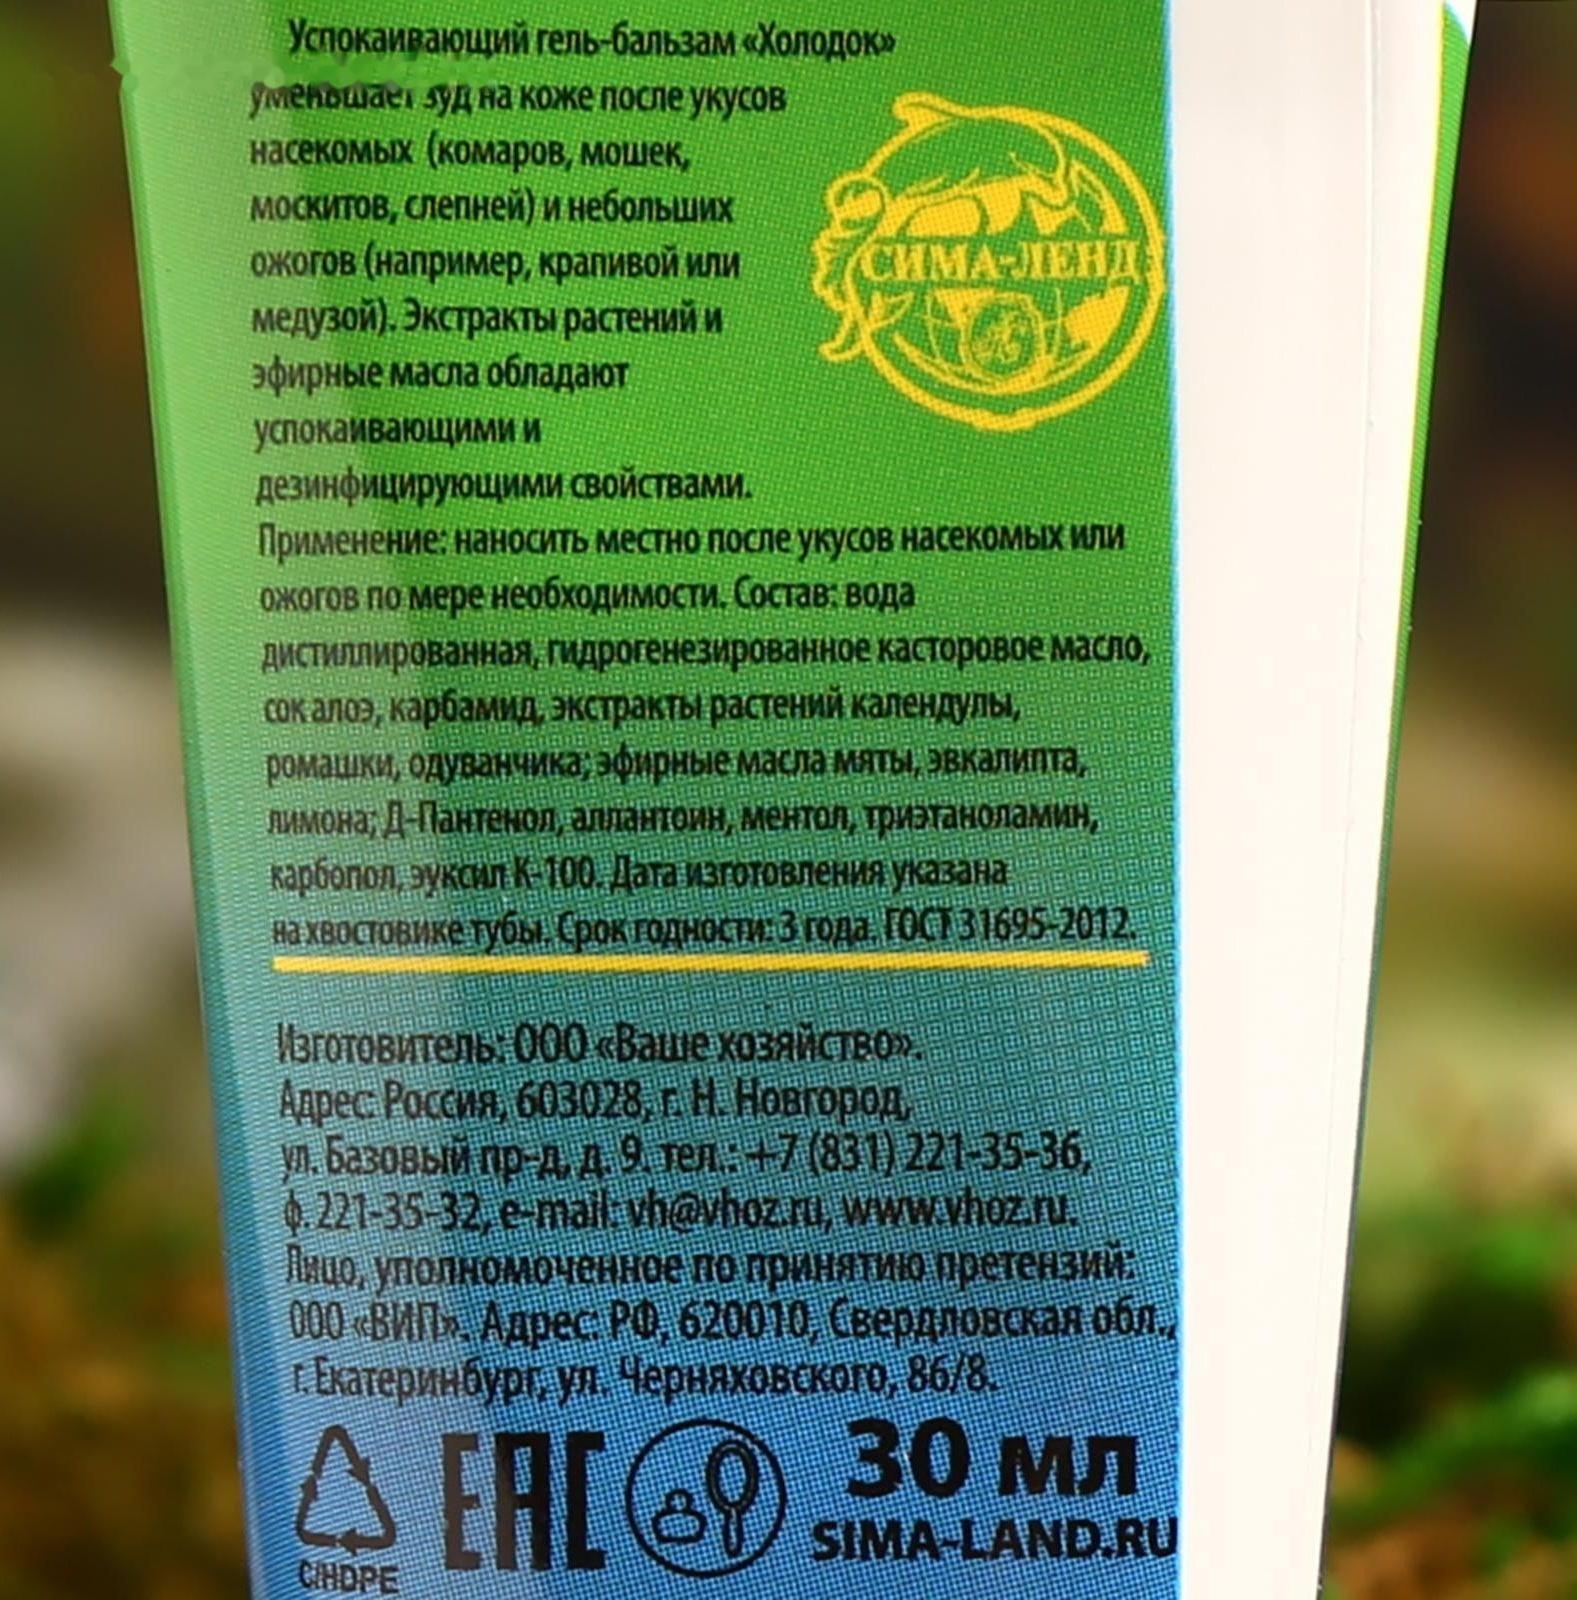 Успокаивающий гель-бальзам «Холодок»
уменьшает зуд на коже после укусов
насекомых (комаров, мошек,
москитов, слепней) и небольших
ожогов (например, крапивой или
медузой). Экстракты растений и
эфирные масла обладают
успокаивающими и
дезинфицирующими свойствами.
СИМА-ЛЕНД
Применение: наносить местно после укусов насекомых или
ожогов по мере необходимости. Состав: вода
дистиллированная, гидрогенезированное касторовое масло,
сок алоэ, карбамид, экстракты растений календулы,
ромашки, одуванчика; эфирные масла мяты, эвкалипта,
лимона; Д-Пантенол, аллантоин, ментол, триэтаноламин,
карбопол, эуксил К-100. Дата изготовления указана
на хвостовике тубы. Срок годности: 3 года. ГОСТ 31695-2012.
Изготовитель: ООО «Ваше хозяйство».
Адрес: Россия, 603028, г. Н. Новгород,
ул. Базовый пр-д, д. 9. тел.: +7 (831) 221-35-36,
ф. 221-35-32, e-mail: vh@vhoz.ru, www.vhoz.ru.
Лицо, уполномоченное по принятию претензий:
ООО «ВИП». Адрес: РФ, 620010, Свердловская обл.,
г. Екатеринбург, ул. Черняховского, 86/8.
EAC
30 мл
SIMA-LAND.RU
C/HDPE